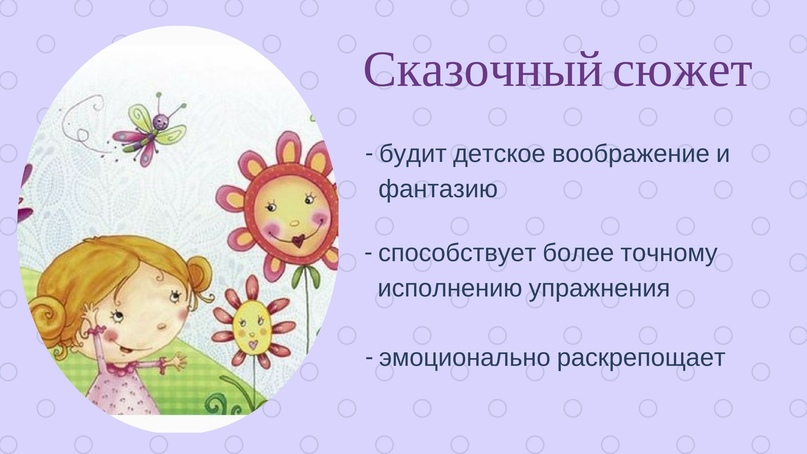 Сказочный сюжет
- будит детское воображение и
фантазию
- способствует более точному
исполнению упражнения
- эмоционально раскрепощает